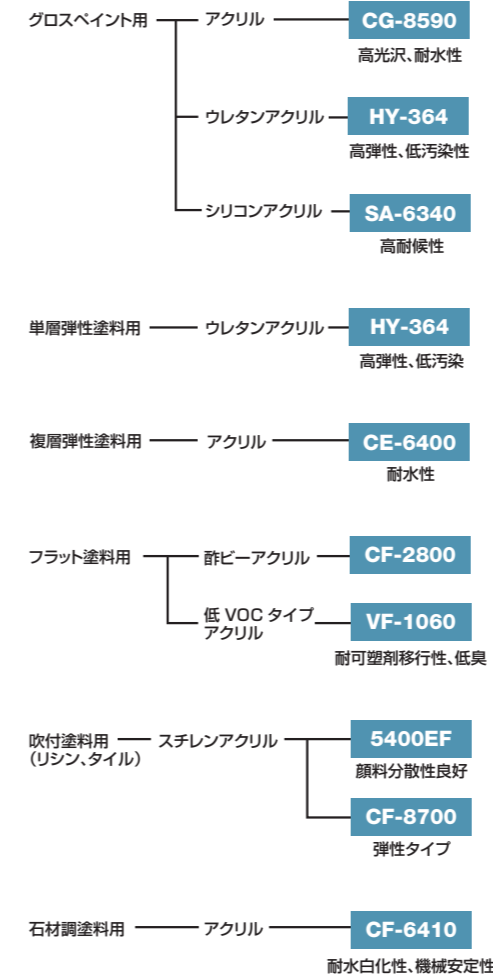 グロスペイント用 アクリル CG-8590
高光沢、耐水性
ウレタンアクリル HY-364
高弾性、低汚染性
シリコンアクリル SA-6340
高耐候性
単層弾性塗料用 ウレタンアクリル HY-364
高弾性、低汚染
複層弾性塗料用 アクリル CE-6400
耐水性
フラット塗料用 酢ビーアクリル CF-2800
低 VOC タイプ
アクリル VF-1060
耐可塑剤移行性、低臭
吹付塗料用 スチレンアクリル 5400EF
(リシン、タイル)
顔料分散性良好
CF-8700
弾性タイプ
石材調塗料用 アクリル CF-6410
耐水白化性、機械安定性